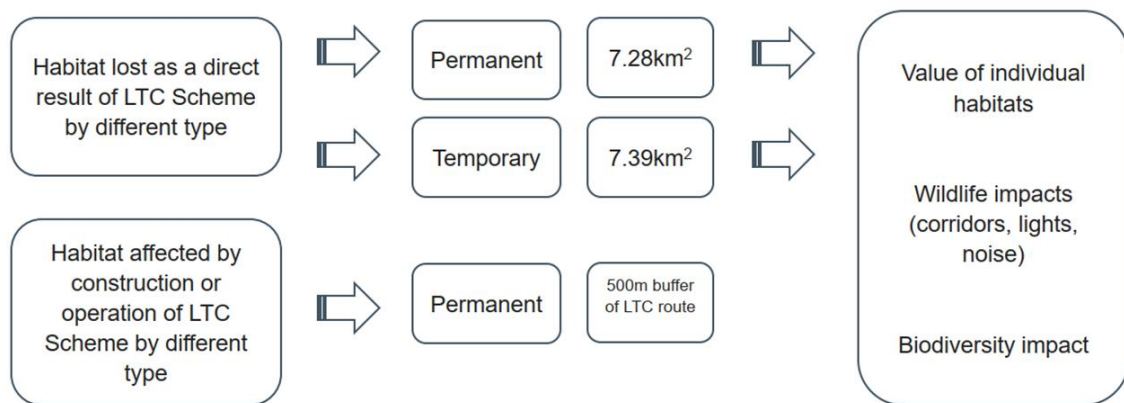 Habitat lost as a direct
result of LTC Scheme
by different type
Permanent
7.28km²
Temporary
7.39km²
Habitat affected by
construction or
operation of LTC
Scheme by different
type
Permanent
500m buffer
of LTC route
Value of individual
habitats
Wildlife impacts
(corridors, lights,
noise)
Biodiversity impact